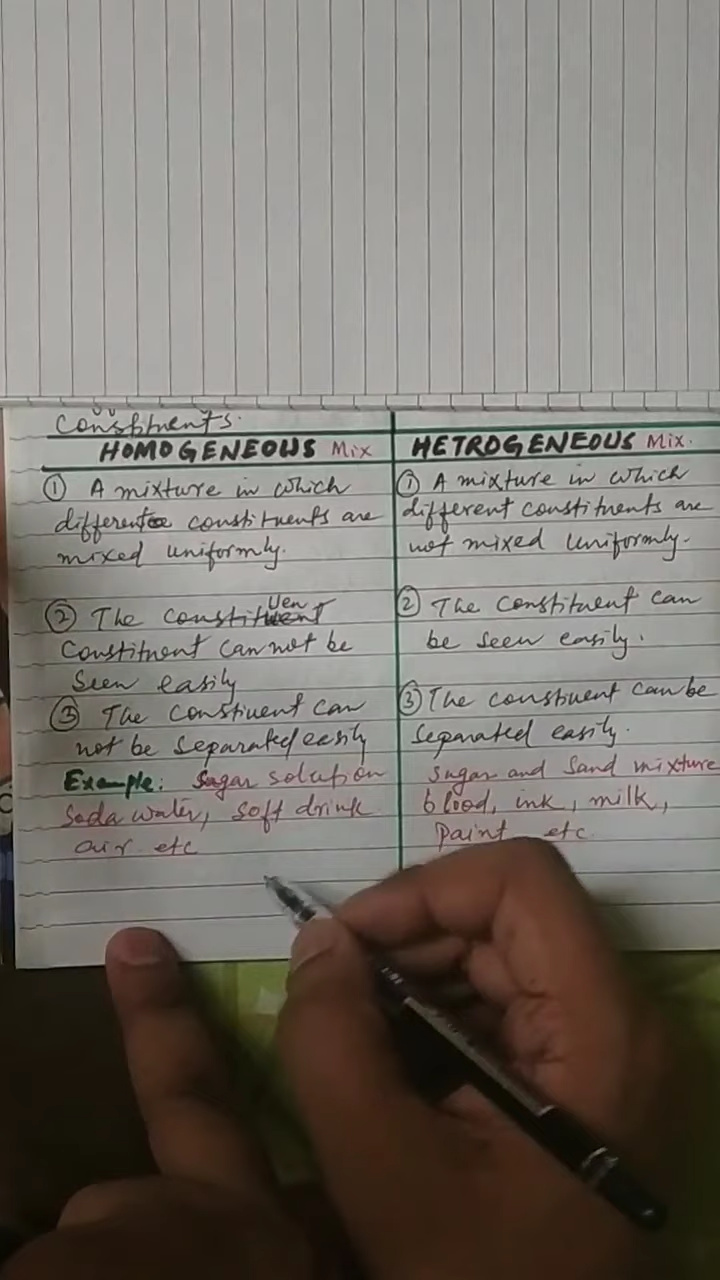 Constituents.
HOMOGENEOUS Mix
① A mixture in which
different constituents are
mixed uniformly.
② The constituent
Constituent can not be
seen easily
③ The constiuent can
not be separated easily
Example: Sugar solution
Soda water, soft drink
air etc
HETROGENEOUS Mix.
① A mixture in which
different constituents are
not mixed uniformly.
② The constituent can
be seen easily.
③ The constiuent can be
separated easily.
Sugar and Sand mixture
blood, ink, milk,
paint etc